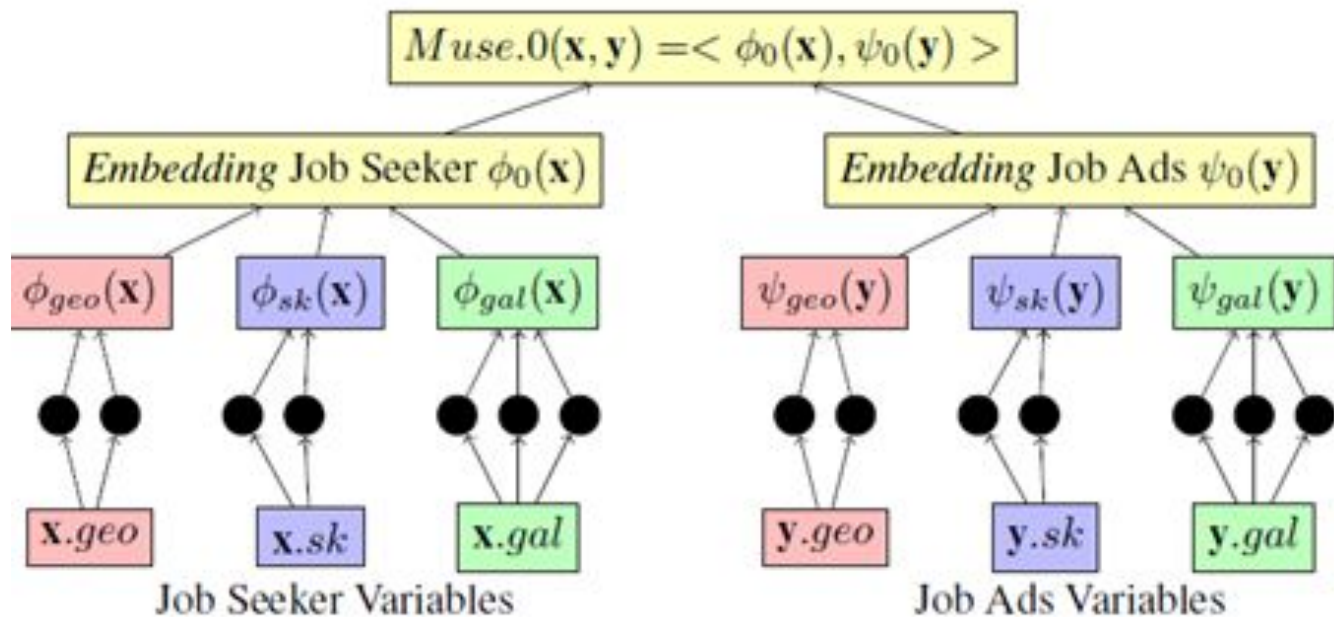 Muse.0(x, y) =< ϕ₀(x), ψ₀(y) >
Embedding Job Seeker ϕ₀(x)
Embedding Job Ads ψ₀(y)
ϕgeo(x)
ϕsk(x)
ϕgal(x)
ψgeo(y)
ψsk(y)
ψgal(y)
x.geo
x.sk
x.gal
y.geo
y.sk
y.gal
Job Seeker Variables
Job Ads Variables